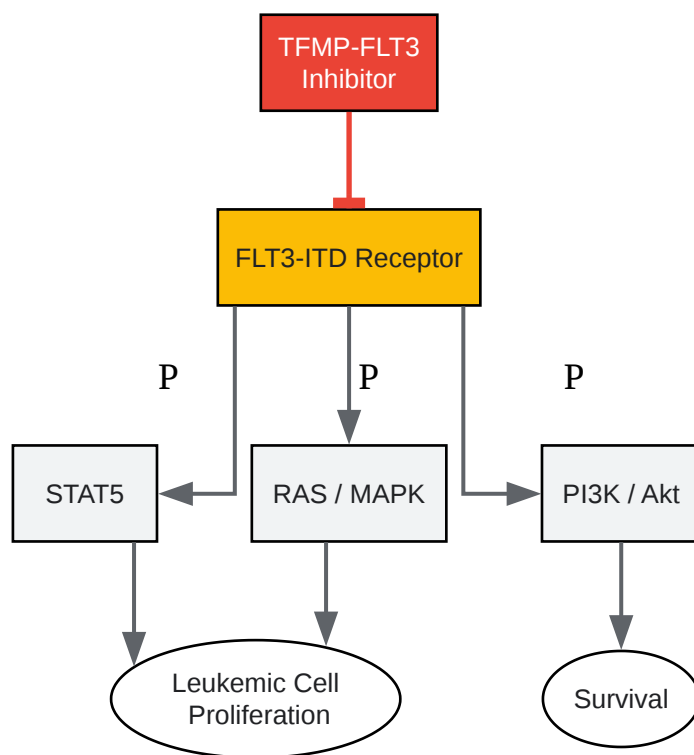 TFMP-FLT3
Inhibitor
FLT3-ITD Receptor
P
P
P
STAT5
RAS / MAPK
PI3K / Akt
Leukemic Cell
Proliferation
Survival